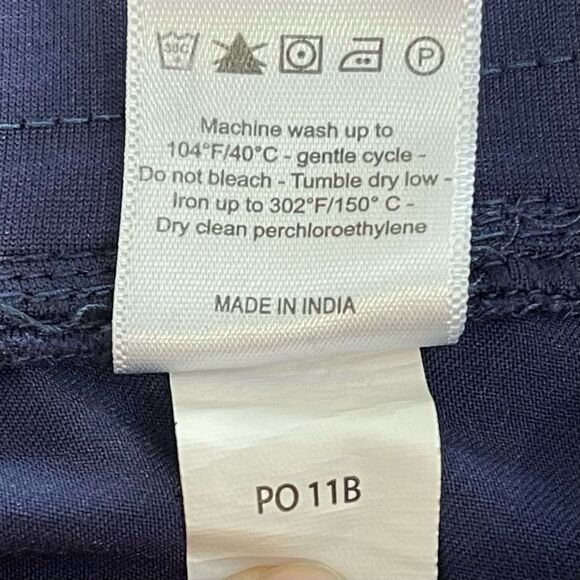 30C
P
Machine wash up to
104°F/40°C - gentle cycle -
Do not bleach - Tumble dry low -
Iron up to 302°F/150° C -
Dry clean perchloroethylene
MADE IN INDIA
PO 11B